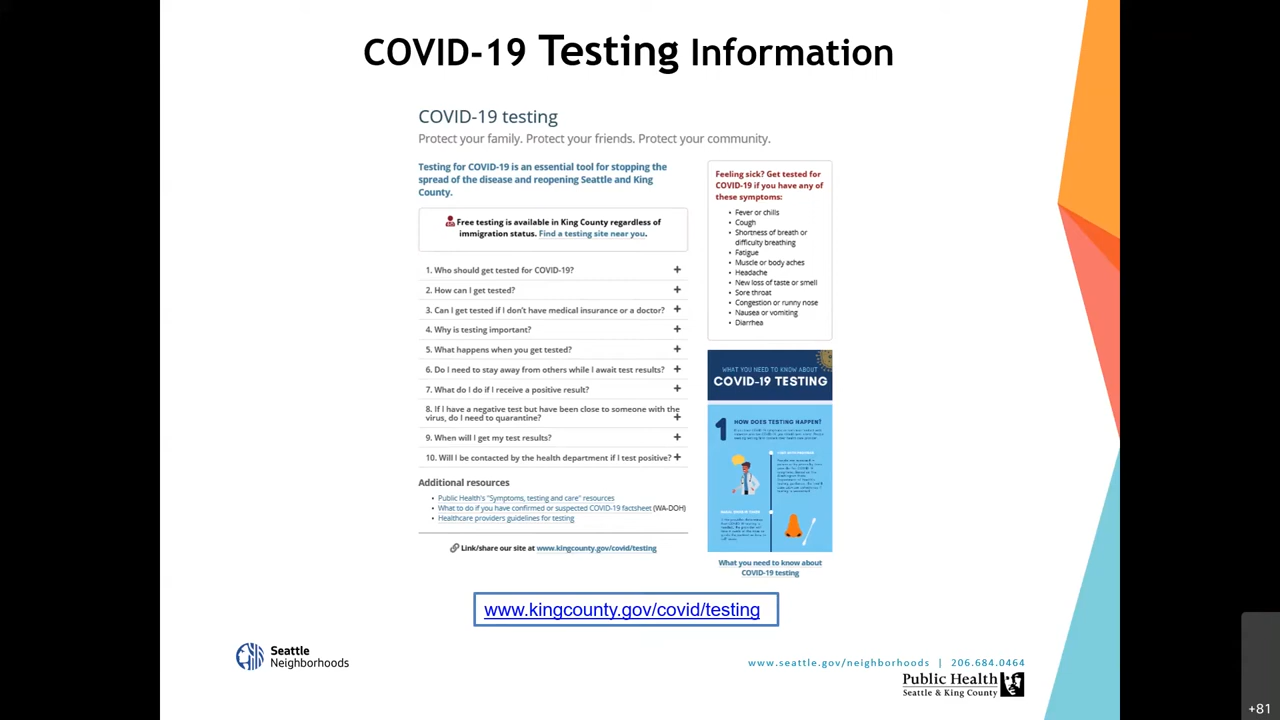 COVID-19 Testing Information
COVID-19 testing
Protect your family. Protect your friends. Protect your community.
Testing for COVID-19 is an essential tool for stopping the
spread of the disease and reopening Seattle and King
County.
Free testing is available in King County regardless of
immigration status. Find a testing site near you.
1. Who should get tested for COVID-19? +
2. How can I get tested? +
3. Can I get tested if I don't have medical insurance or a doctor? +
4. Why is testing important? +
5. What happens when you get tested? +
6. Do I need to stay away from others while I await test results? +
7. What do I do if I receive a positive result? +
8. If I have a negative test but have been close to someone with the
virus, do I need to quarantine? +
9. When will I get my test results? +
10. Will I be contacted by the health department if I test positive? +
Additional resources
• Public Health's "Symptoms, testing and care" resources
• What to do if you have confirmed or suspected COVID-19 factsheet (WA-DOH)
• Healthcare providers guidelines for testing
Link/share our site at www.kingcounty.gov/covid/testing
Feeling sick? Get tested for
COVID-19 if you have any of
these symptoms:
• Fever or chills
• Cough
• Shortness of breath or
difficulty breathing
• Fatigue
• Muscle or body aches
• Headache
• New loss of taste or smell
• Sore throat
• Congestion or runny nose
• Nausea or vomiting
• Diarrhea
WHAT YOU NEED TO KNOW ABOUT
COVID-19 TESTING
1 HOW DOES TESTING HAPPEN?
What you need to know about
COVID-19 testing
www.kingcounty.gov/covid/testing
Seattle
Neighborhoods
www.seattle.gov/neighborhoods | 206.684.0464
Public Health
Seattle & King County
+81